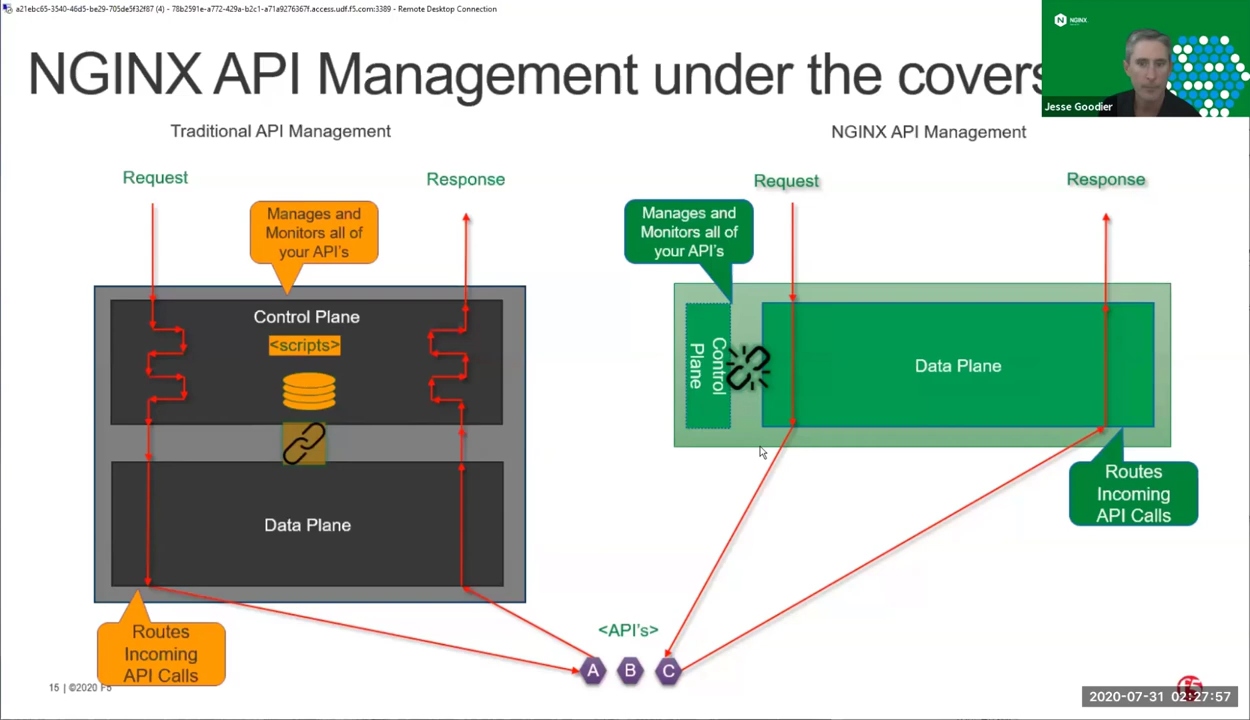 a21ebc65-3540-46d5-be29-705de5f32f87 (4) - 78b2591e-a772-429a-b2c1-a71a9276367f.access.udf.f5.com:3389 - Remote Desktop Connection
NGINX API Management under the covers
NGINX
Jesse Goodier
Traditional API Management
NGINX API Management
Request
Response
Request
Response
Manages and
Monitors all of
your API's
Manages and
Monitors all of
your API's
Control Plane
<scripts>
Data Plane
Control
Plane
Data Plane
Routes
Incoming
API Calls
Routes
Incoming
API Calls
<API's>
A
B
C
15 | ©2020 F5
f5
2020-07-31 02:27:57